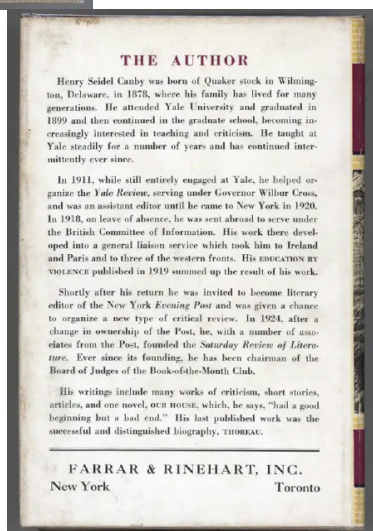 THE AUTHOR
Henry Seidel Canby was born of Quaker stock in Wilming-
ton, Delaware, in 1878, where his family has lived for many
generations. He attended Yale University and graduated in
1899 and then continued in the graduate school, becoming in-
creasingly interested in teaching and criticism. He taught at
Yale steadily for a number of years and has continued inter-
mittently ever since.
In 1911, while still entirely engaged at Yale, he helped or-
ganize the Yale Review, serving under Governor Wilbur Cross,
and was an assistant editor until he came to New York in 1920.
In 1918, on leave of absence, he was sent abroad to serve under
the British Committee of Information. His work there devel-
oped into a general liaison service which took him to Ireland
and Paris and to three of the western fronts. His EDUCATION BY
VIOLENCE published in 1919 summed up the result of his work.
Shortly after his return he was invited to become literary
editor of the New York Evening Post and was given a chance
to organize a new type of critical review. In 1924, after a
change in ownership of the Post, he, with a number of asso-
ciates from the Post, founded the Saturday Review of Litera-
ture. Ever since its founding, he has been chairman of the
Board of Judges of the Book-of-the-Month Club.
His writings include many works of criticism, short stories,
articles, and one novel, OUR HOUSE, which, he says, "had a good
beginning but a bad end." His last published work was the
successful and distinguished biography, THOREAU.
FARRAR & RINEHART, INC.
New York Toronto